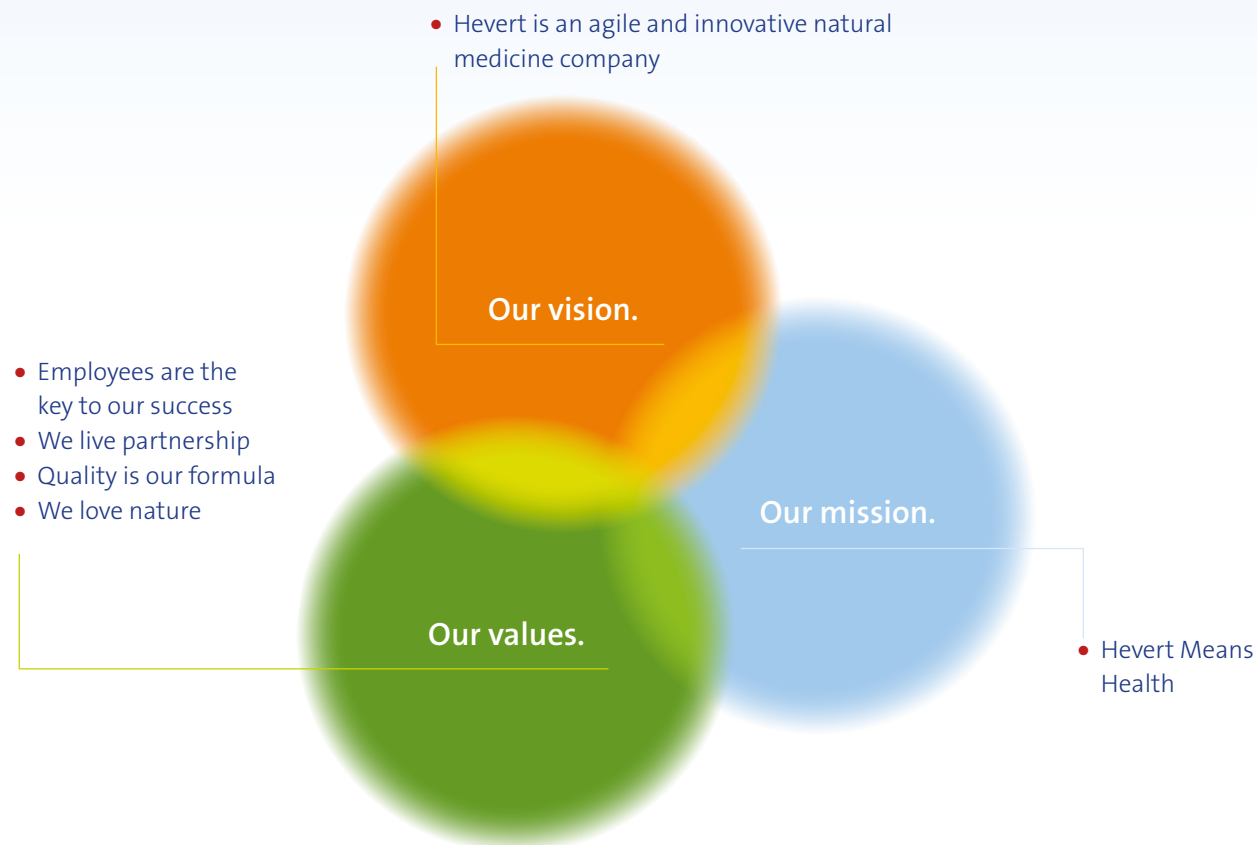 • Hevert is an agile and innovative natural
medicine company
Our vision.
• Employees are the
key to our success
• We live partnership
• Quality is our formula
• We love nature
Our mission.
Our values.
• Hevert Means
Health